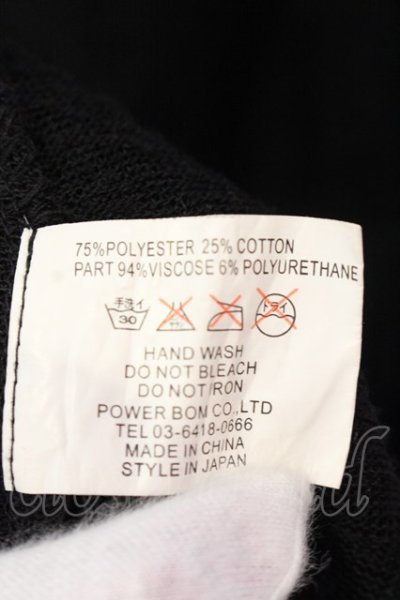 75%POLYESTER 25% COTTON
PART 94%VISCOSE 6% POLYURETHANE
手洗イ
30
HAND WASH
DO NOT BLEACH
DO NOT IRON
POWER BOM CO.,LTD
TEL 03-6418-0666
MADE IN CHINA
STYLE IN JAPAN